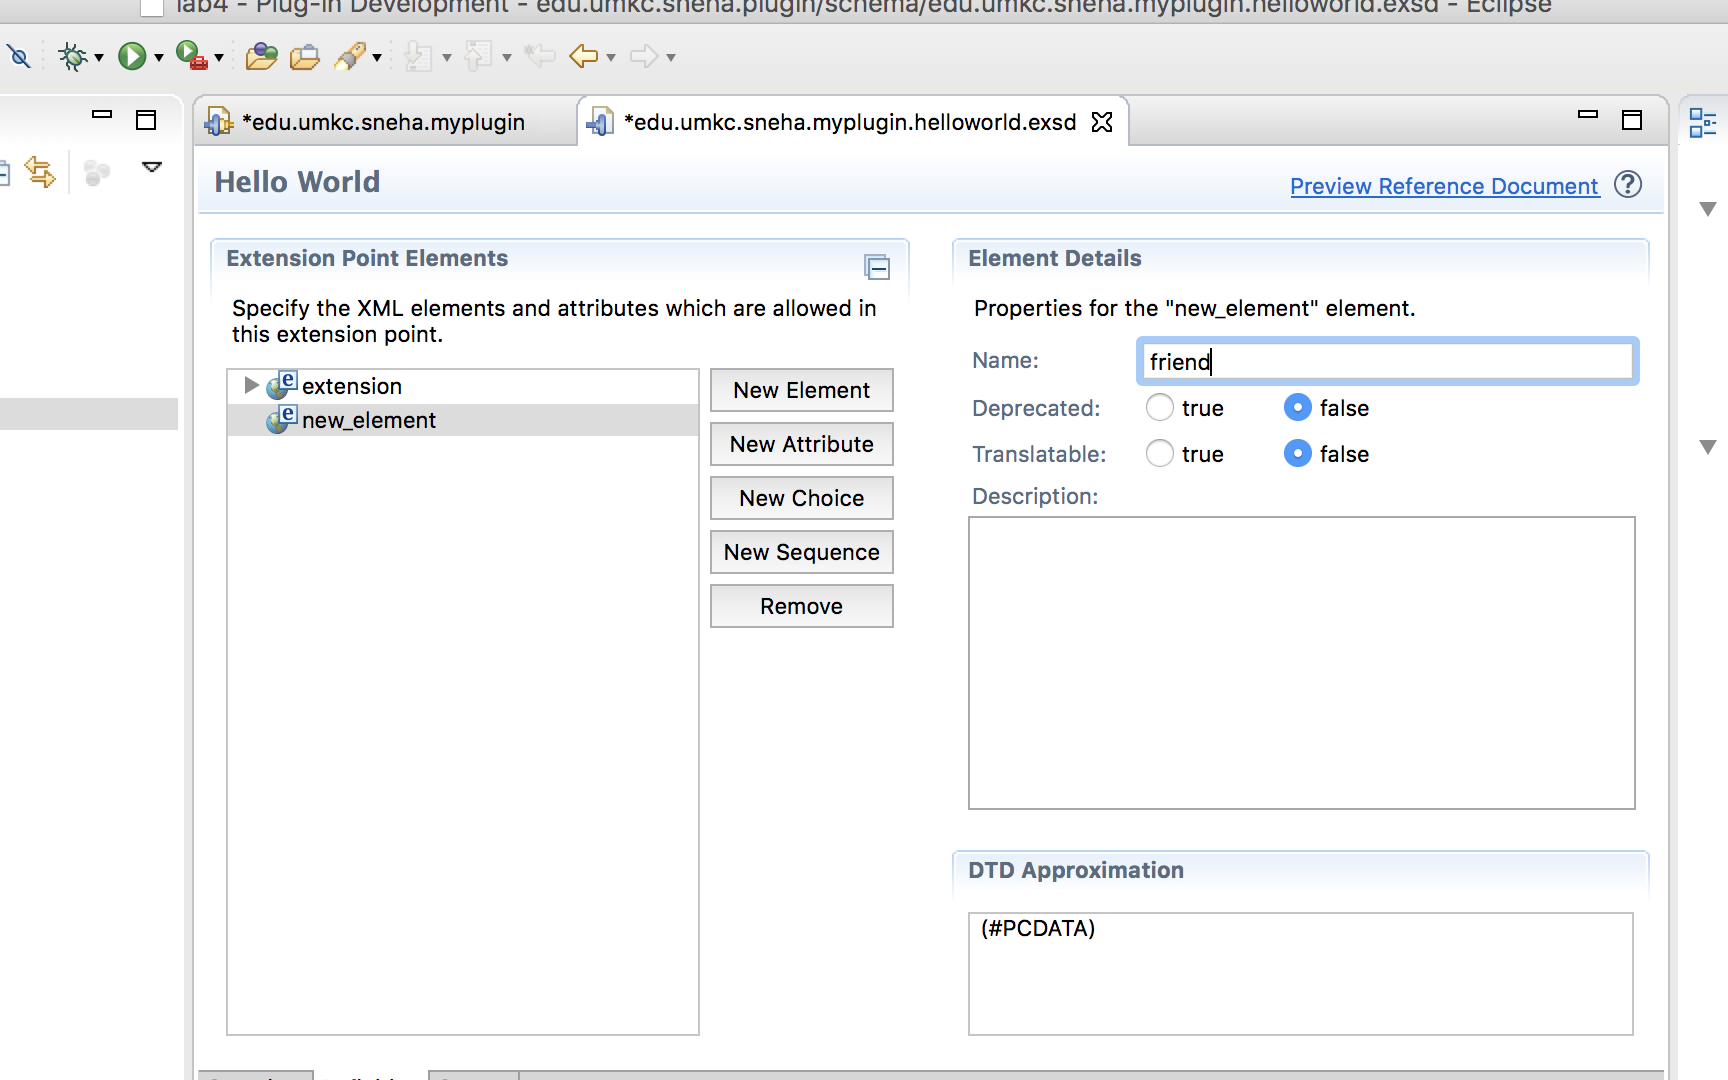 lab4 - Plug-in Development - edu.umkc.sneha.plugin/schema/edu.umkc.sneha.myplugin.helloworld.exsd - Eclipse
*edu.umkc.sneha.myplugin
*edu.umkc.sneha.myplugin.helloworld.exsd
Hello World
Preview Reference Document
Extension Point Elements
Specify the XML elements and attributes which are allowed in
this extension point.
extension
new_element
New Element
New Attribute
New Choice
New Sequence
Remove
Element Details
Properties for the "new_element" element.
Name: friend
Deprecated: true false
Translatable: true false
Description:
DTD Approximation
(#PCDATA)